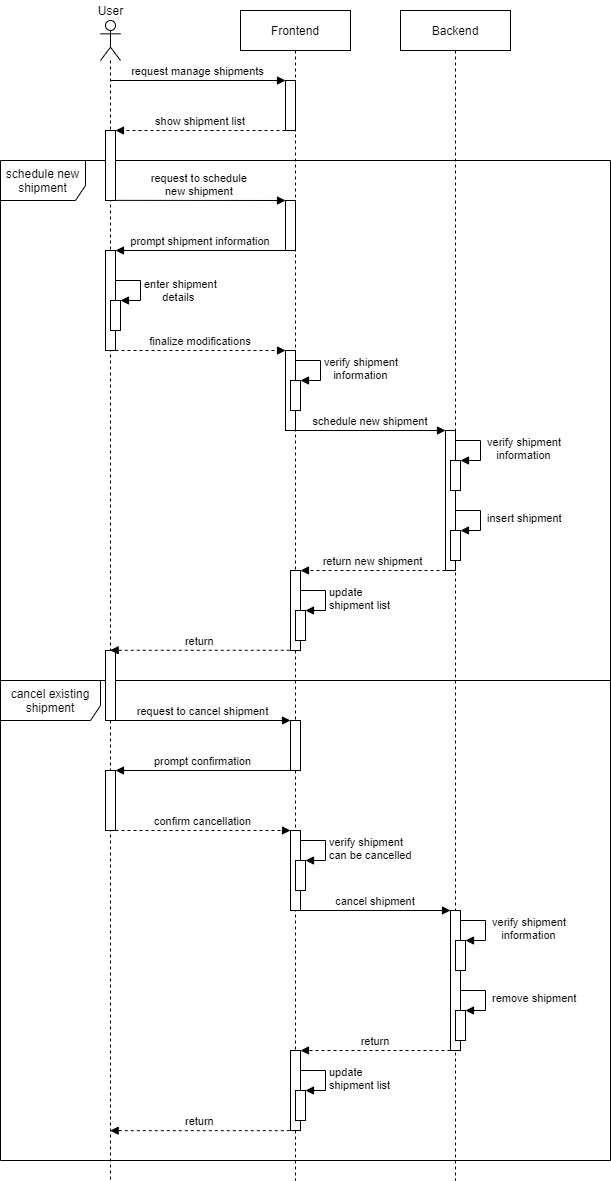 User
Frontend
Backend
request manage shipments
show shipment list
schedule new
shipment
request to schedule
new shipment
prompt shipment information
enter shipment
details
finalize modifications
verify shipment
information
schedule new shipment
verify shipment
information
insert shipment
return new shipment
update
shipment list
return
cancel existing
shipment
request to cancel shipment
prompt confirmation
confirm cancellation
verify shipment
can be cancelled
cancel shipment
verify shipment
information
remove shipment
return
update
shipment list
return